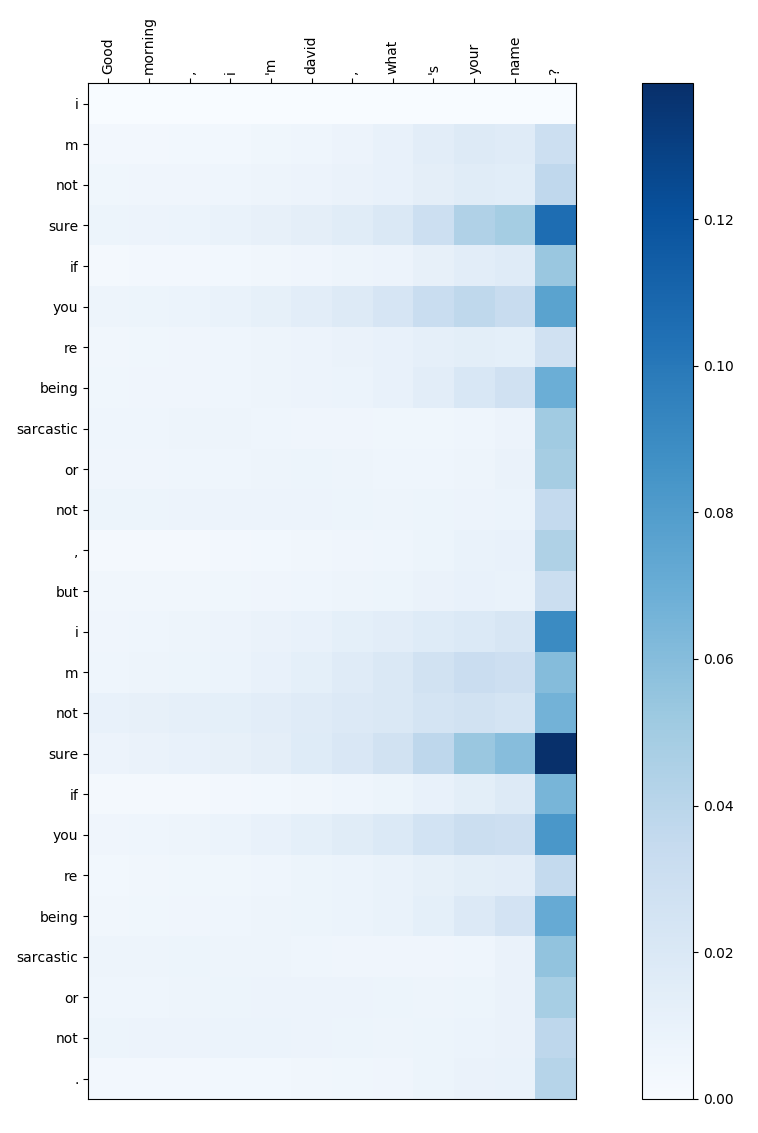 Good morning , i 'm david , what 's your name ?
i
m
not
sure
if
you
re
being
sarcastic
or
not
,
but
i
m
not
sure
if
you
re
being
sarcastic
or
not
.
0.12
0.10
0.08
0.06
0.04
0.02
0.00